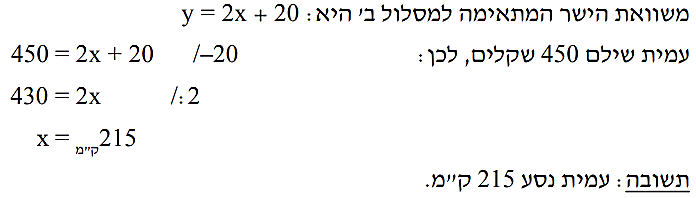 משוואת הישר המתאימה למסלול ב׳ היא: y = 2x + 20
עמית שילם 450 שקלים, לכן: 450 = 2x + 20 /–20
430 = 2x /:2
x = 215 ק״מ
תשובה: עמית נסע 215 ק״מ.